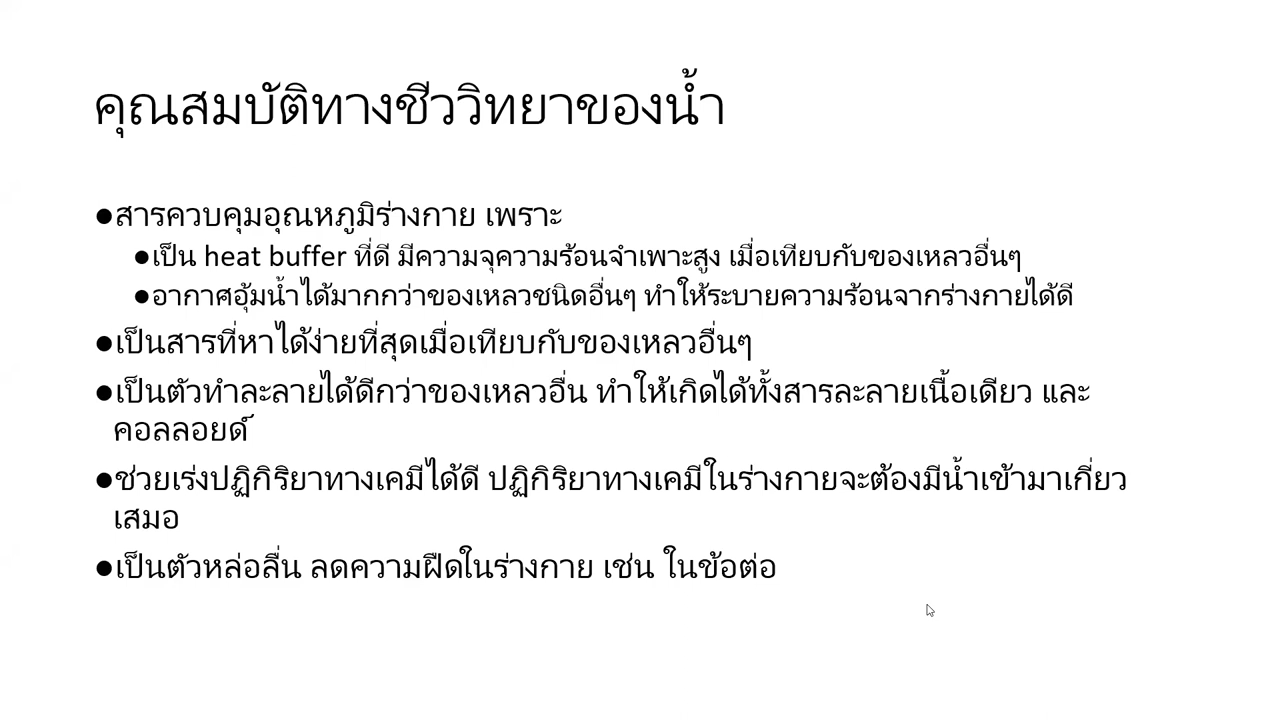 คุณสมบัติทางชีววิทยาของน้ำ
●สารควบคุมอุณหภูมิร่างกาย เพราะ
●เป็น heat buffer ที่ดี มีความจุความร้อนจำเพาะสูง เมื่อเทียบกับของเหลวอื่นๆ
●อากาศอุ้มน้ำได้มากกว่าของเหลวชนิดอื่นๆ ทำให้ระบายความร้อนจากร่างกายได้ดี
●เป็นสารที่หาได้ง่ายที่สุดเมื่อเทียบกับของเหลวอื่นๆ
●เป็นตัวทำละลายได้ดีกว่าของเหลวอื่น ทำให้เกิดได้ทั้งสารละลายเนื้อเดียว และ
คอลลอยด์
●ช่วยเร่งปฏิกิริยาทางเคมีได้ดี ปฏิกิริยาทางเคมีในร่างกายจะต้องมีน้ำเข้ามาเกี่ยว
เสมอ
●เป็นตัวหล่อลื่น ลดความฝืดในร่างกาย เช่น ในข้อต่อ